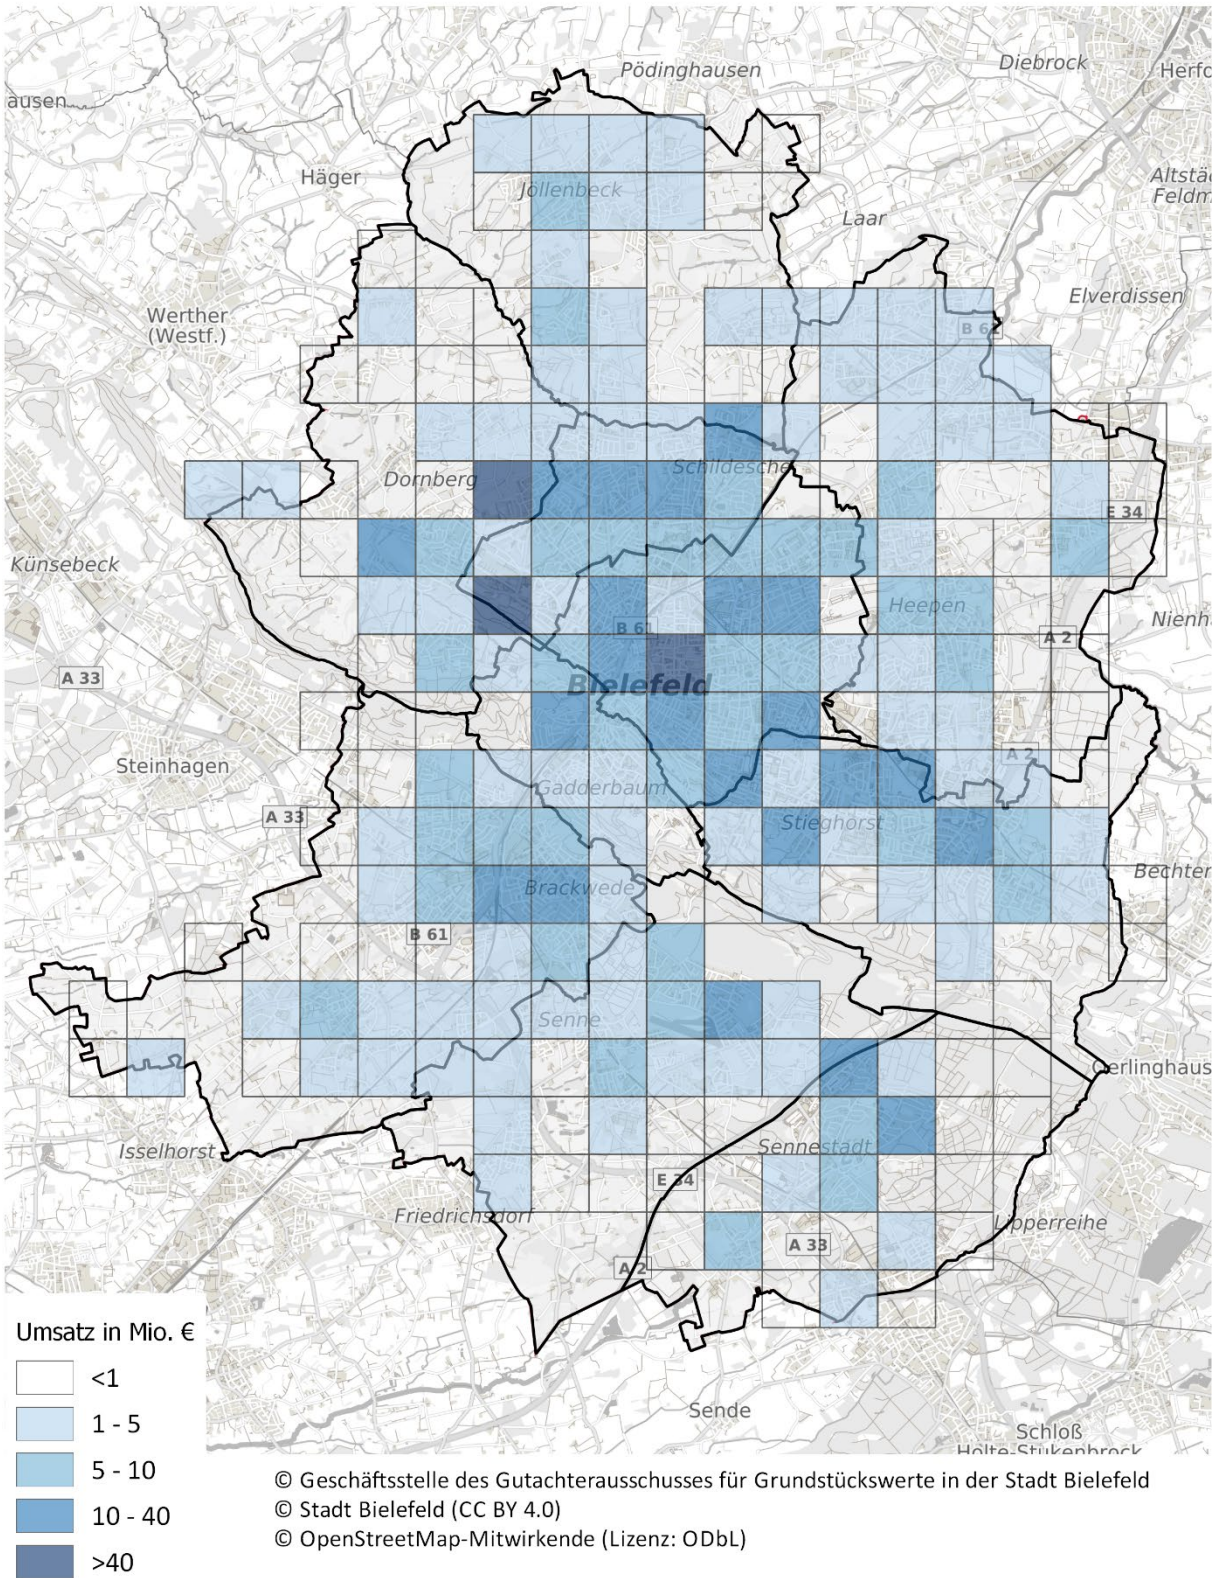 Pödinghausen
Diebrock
Herfo
ausen
Häger
Jöllenbeck
Altstäd
Feldm
Laar
Elverdissen
Werther
(Westf.)
B 61
Schildesche
Dornberg
E 34
Künsebeck
Heepen
Nienh
B 61
A 2
A 33
Bielefeld
Steinhagen
A 2
Gadderbaum
A 33
Stieghorst
Bechter
Brackwede
B 61
Senne
Oerlinghaus
Isselhorst
Sennestadt
E 34
Friedrichsdorf
Lipperreihe
A 33
A 2
Umsatz in Mio. €
<1
1 - 5
5 - 10
10 - 40
>40
Sende
Schloß
Holte-Stukenbrock
© Geschäftsstelle des Gutachterausschusses für Grundstückswerte in der Stadt Bielefeld
© Stadt Bielefeld (CC BY 4.0)
© OpenStreetMap-Mitwirkende (Lizenz: ODbL)